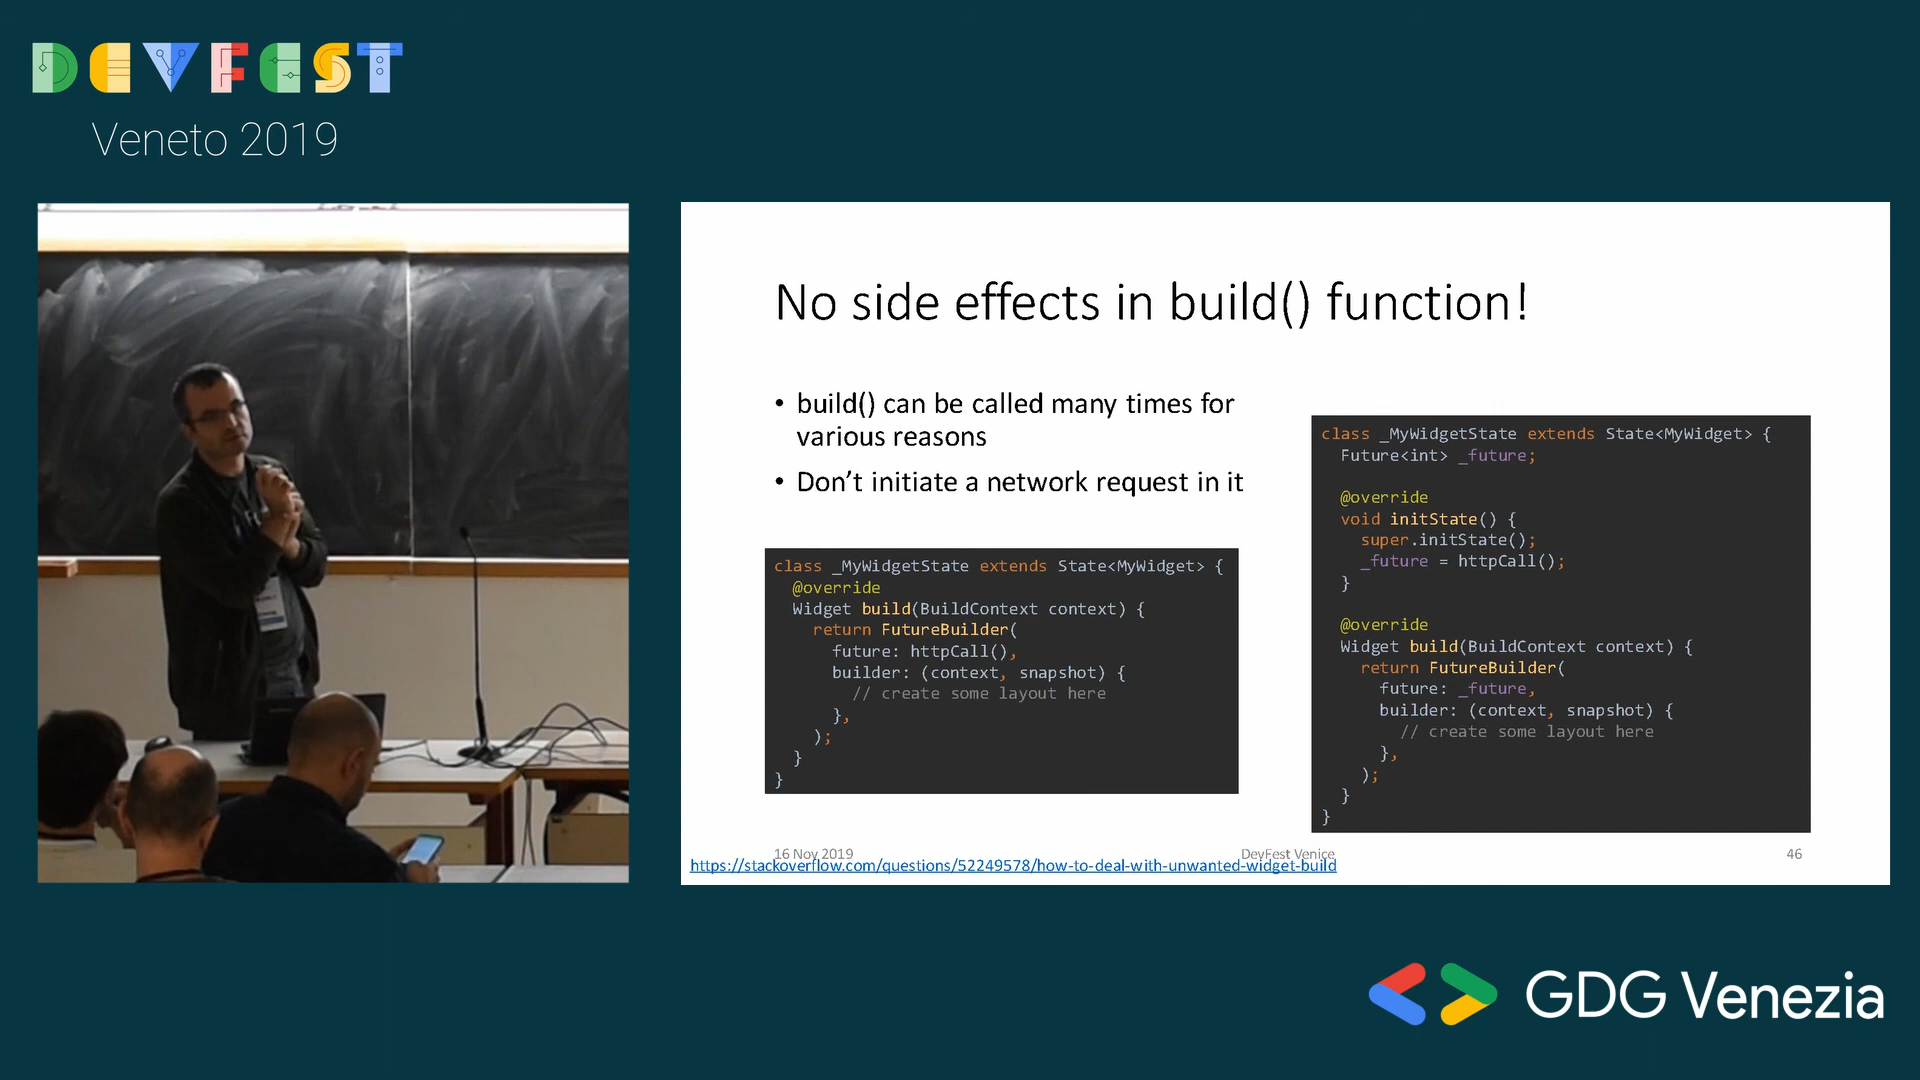 DEVFEST
Veneto 2019
No side effects in build() function!
• build() can be called many times for
various reasons
• Don’t initiate a network request in it
class _MyWidgetState extends State<MyWidget> {
@override
Widget build(BuildContext context) {
return FutureBuilder(
future: httpCall(),
builder: (context, snapshot) {
// create some layout here
},
);
}
}
class _MyWidgetState extends State<MyWidget> {
Future<int> _future;
@override
void initState() {
super.initState();
_future = httpCall();
}
@override
Widget build(BuildContext context) {
return FutureBuilder(
future: _future,
builder: (context, snapshot) {
// create some layout here
},
);
}
}
16 Nov 2019
DevFest Venice
46
https://stackoverflow.com/questions/52249578/how-to-deal-with-unwanted-widget-build
GDG Venezia